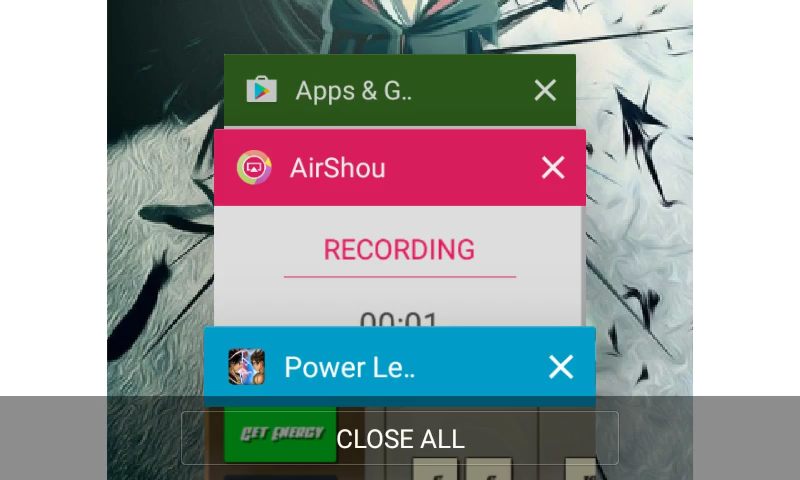 Apps & G..
AirShou
RECORDING
00:01
Power Le..
GET ENERGY
CLOSE ALL